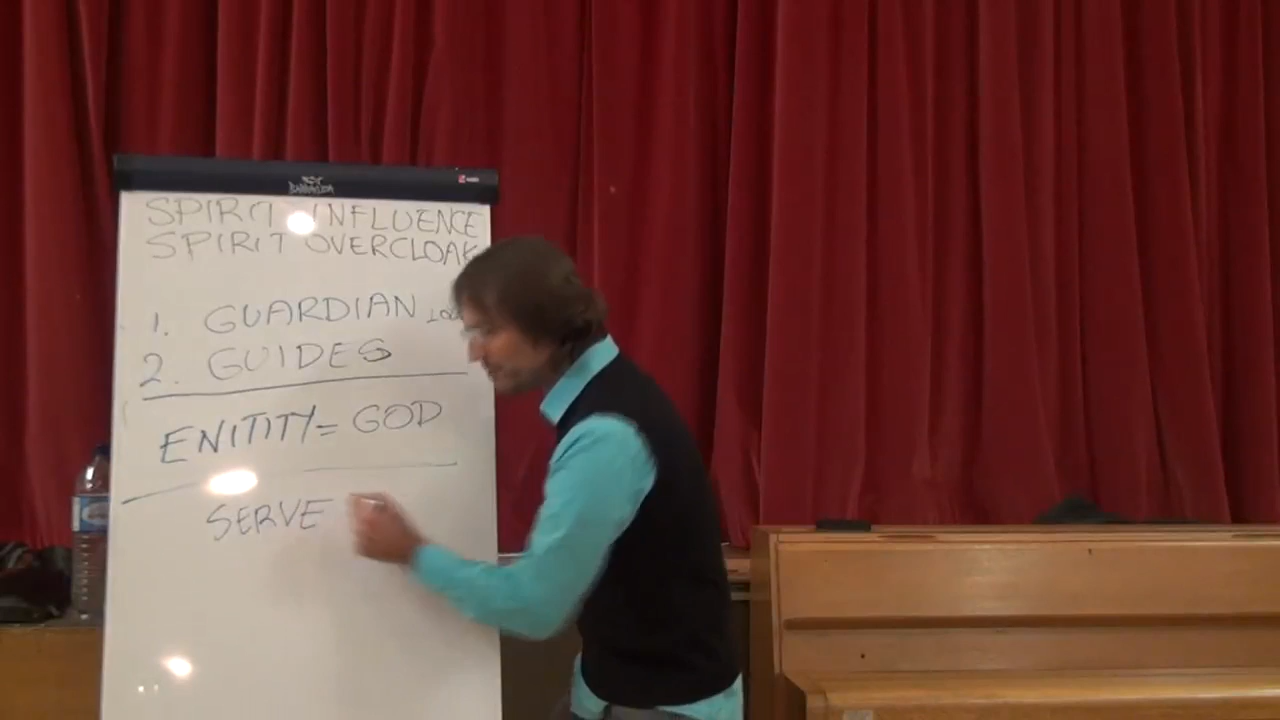 SPIRIT INFLUENCE
SPIRIT OVERCLOAK
1. GUARDIAN
2. GUIDES
ENITITY = GOD
SERVE